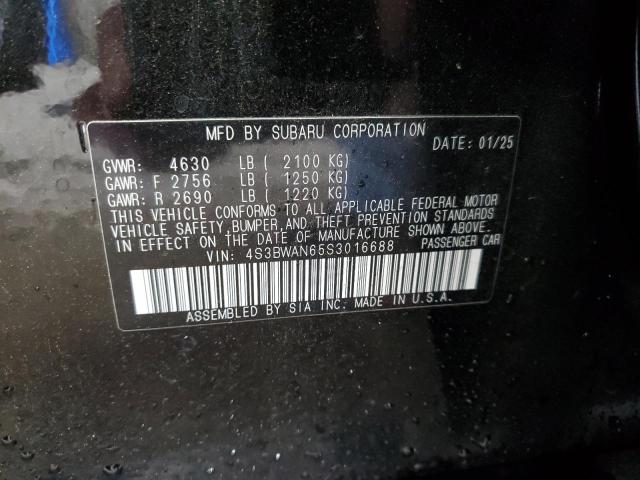 MFD BY SUBARU CORPORATION
DATE: 01/25
GVWR: 4630 LB ( 2100 KG)
GAWR: F 2756 LB ( 1250 KG)
GAWR: R 2690 LB ( 1220 KG)
THIS VEHICLE CONFORMS TO ALL APPLICABLE FEDERAL MOTOR
VEHICLE SAFETY, BUMPER, AND THEFT PREVENTION STANDARDS
IN EFFECT ON THE DATE OF MANUFACTURE SHOWN ABOVE.
VIN: 4S3BWAN65S3016688 PASSENGER CAR
ASSEMBLED BY SIA INC. MADE IN U.S.A.